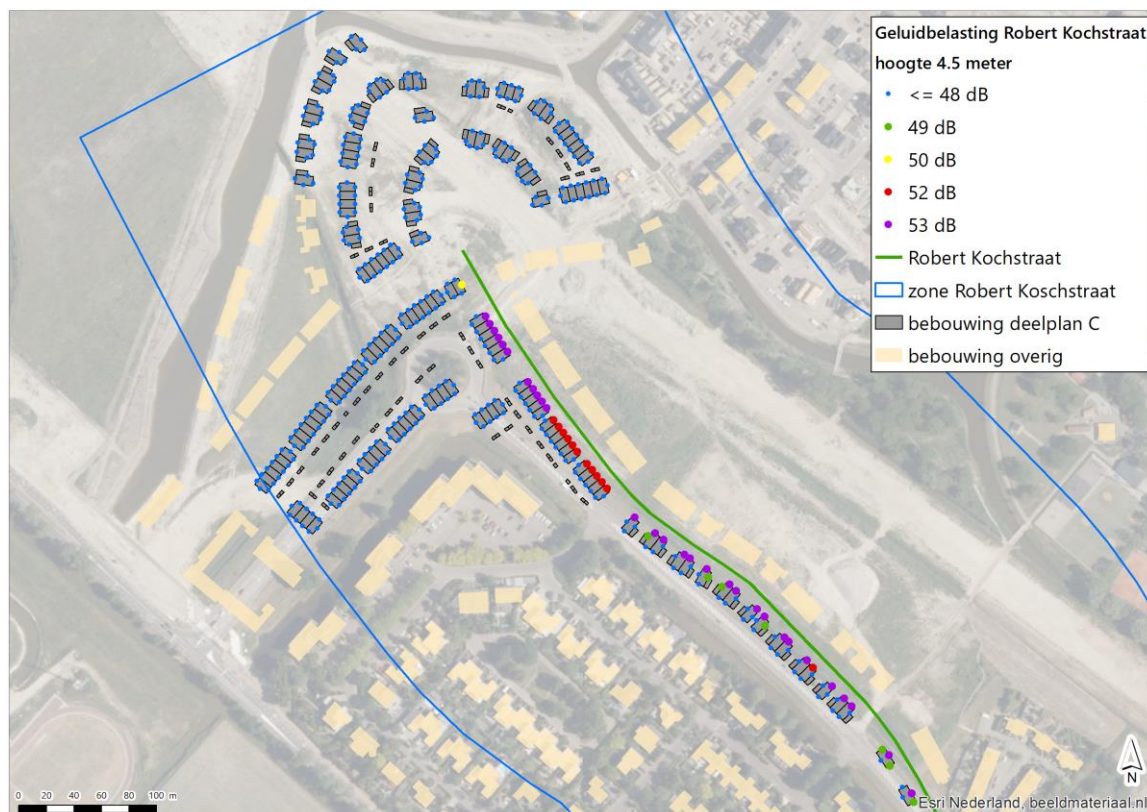 Geluidbelasting Robert Kochstraat
hoogte 4.5 meter
<= 48 dB
49 dB
50 dB
52 dB
53 dB
Robert Kochstraat
zone Robert Koschstraat
bebouwing deelplan C
bebouwing overig
0 20 40 60 80 100 m
N
Esri Nederland, beeldmateriaal.nl